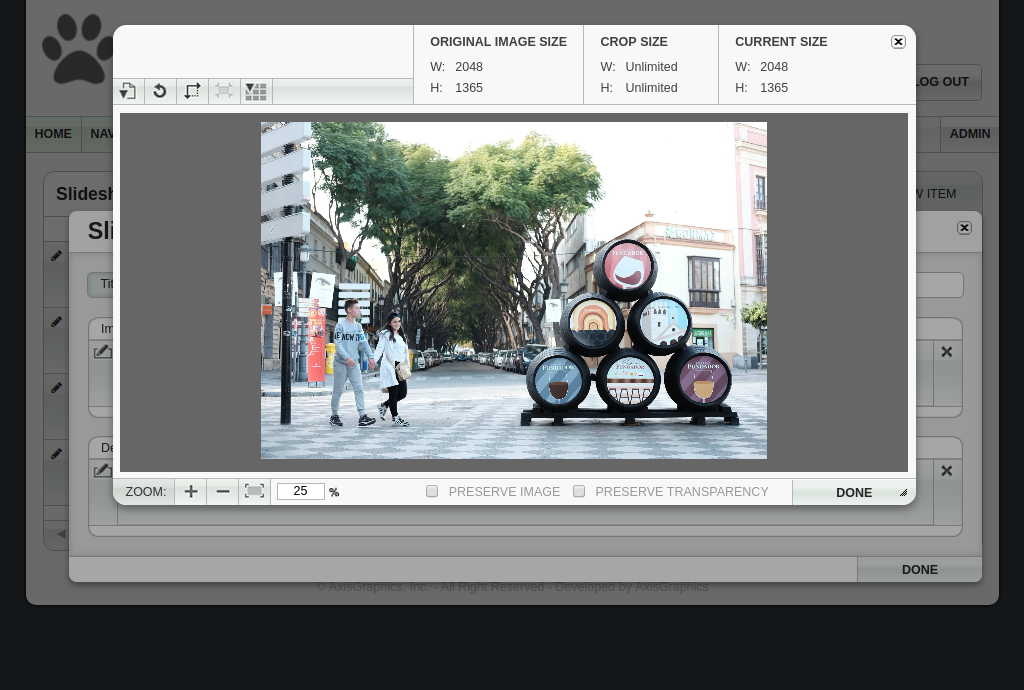 ORIGINAL IMAGE SIZE
W: 2048
H: 1365
CROP SIZE
W: Unlimited
H: Unlimited
CURRENT SIZE
W: 2048
H: 1365
LOG OUT
HOME
NAV
ADMIN
Slidesh
W ITEM
Sli
Tit
Im
De
FUNDADOR
FUNDADOR
FUNDADOR
FUNDADOR
ZOOM:
25 %
PRESERVE IMAGE
PRESERVE TRANSPARENCY
DONE
DONE
© AxisGraphics, Inc. - All Right Reserved - Developed by AxisGraphics